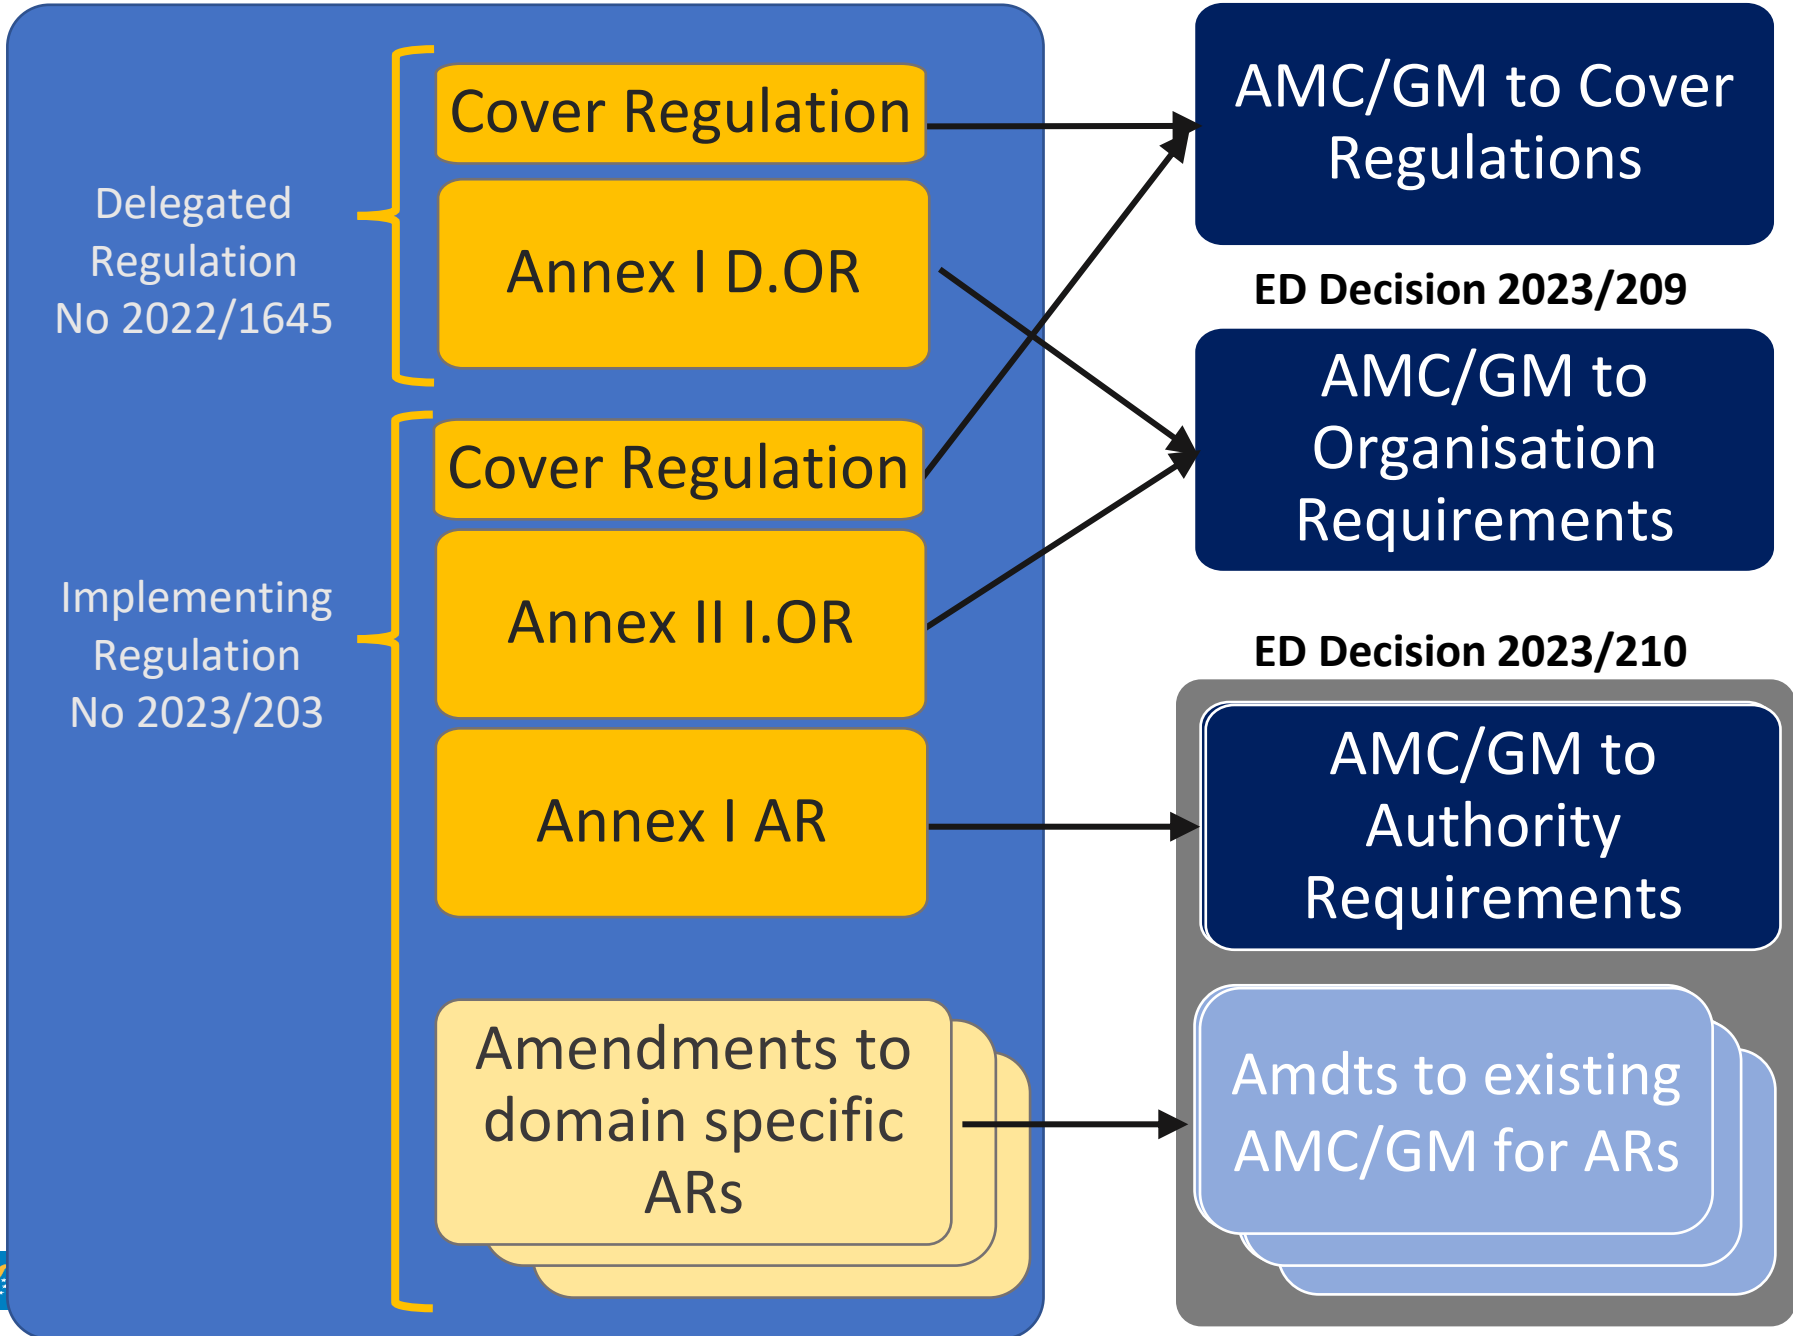 Delegated
Regulation
No 2022/1645
Cover Regulation
Annex I D.OR
Implementing
Regulation
No 2023/203
Cover Regulation
Annex II I.OR
Annex I AR
Amendments to
domain specific
ARs
AMC/GM to Cover
Regulations
ED Decision 2023/209
AMC/GM to
Organisation
Requirements
ED Decision 2023/210
AMC/GM to
Authority
Requirements
Amdts to existing
AMC/GM for ARs